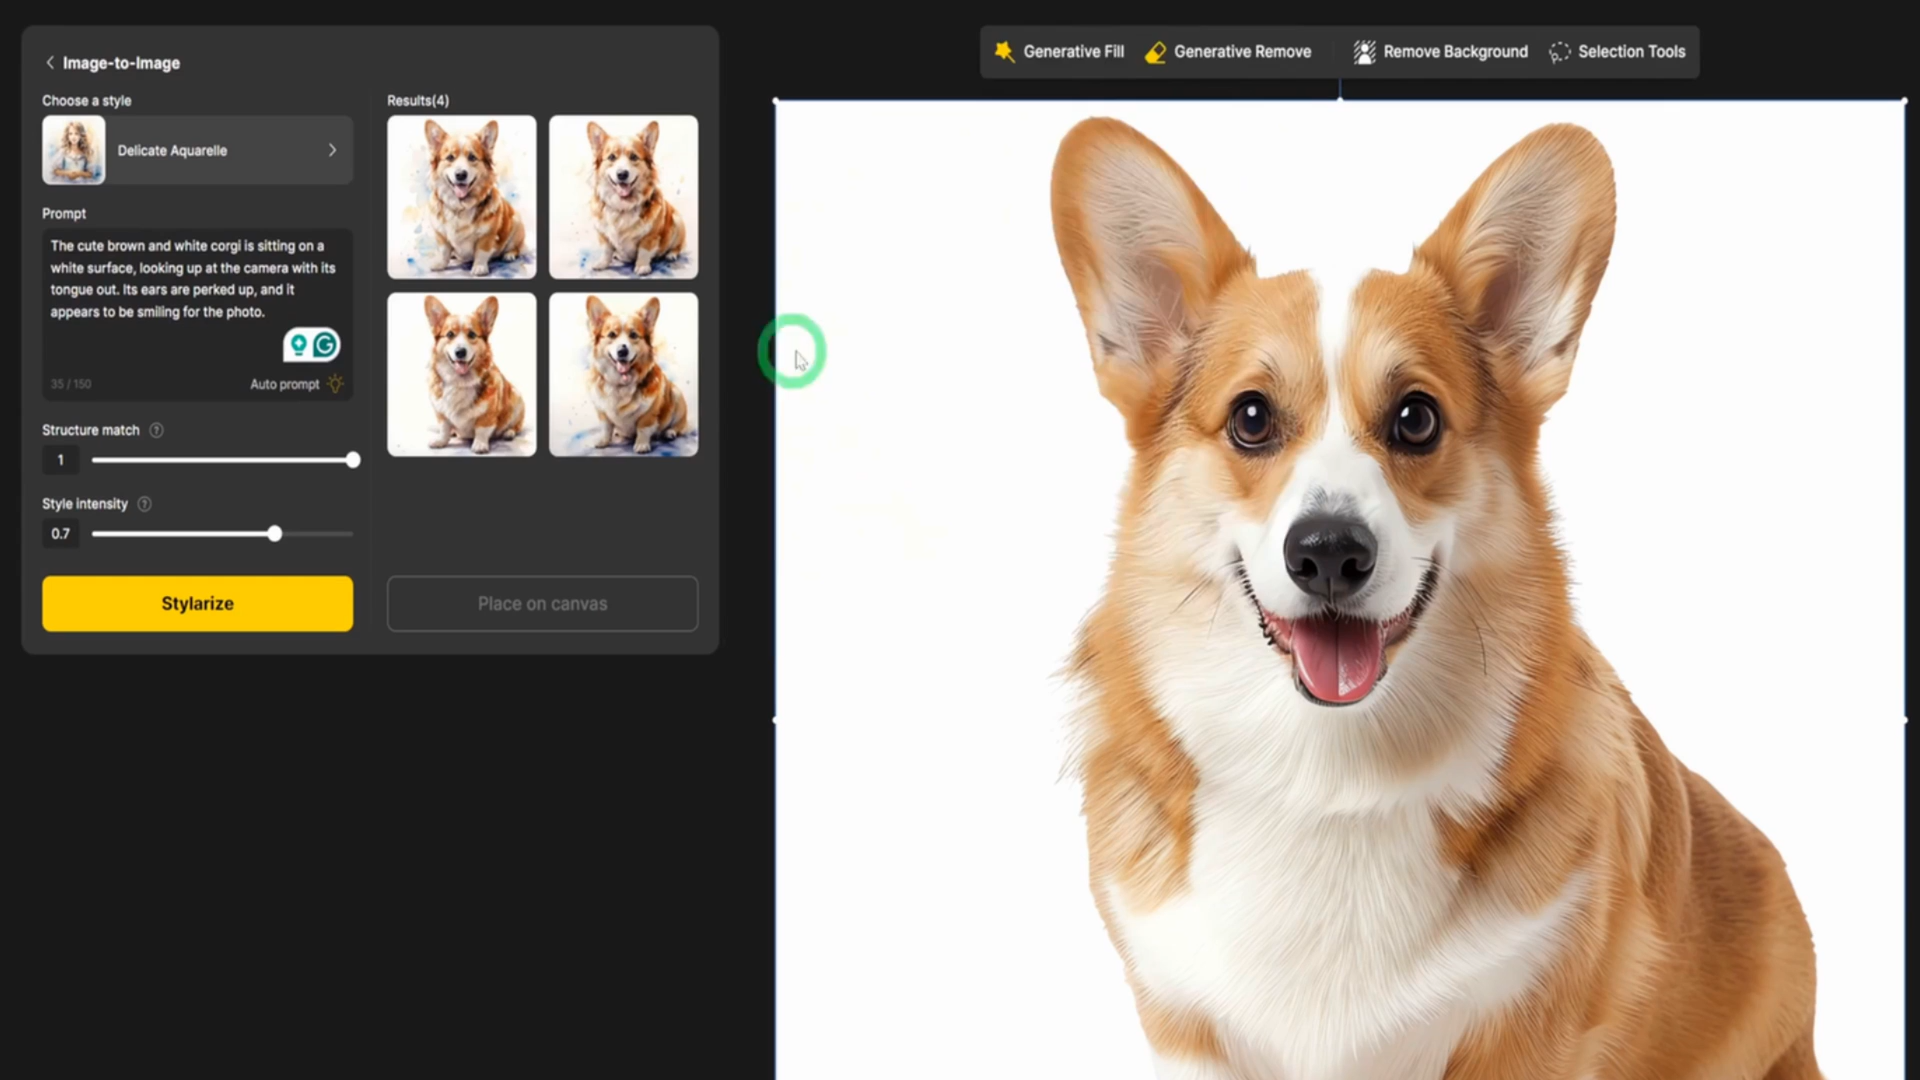 Image-to-Image
Choose a style
Delicate Aquarelle
Prompt
The cute brown and white corgi is sitting on a
white surface, looking up at the camera with its
tongue out. Its ears are perked up, and it
appears to be smiling for the photo.
35 / 150
Auto prompt
Structure match ?
1
Style intensity ?
0.7
Stylarize
Results(4)
Place on canvas
Generative Fill
Generative Remove
Remove Background
Selection Tools